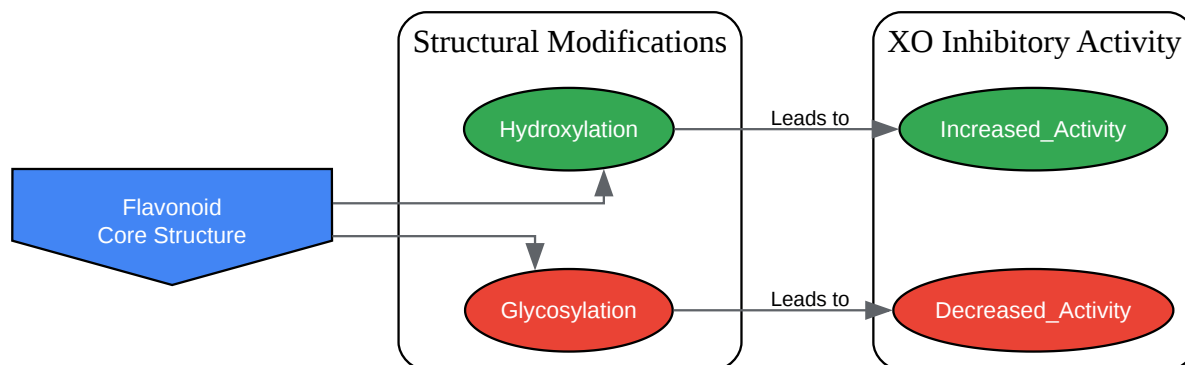 Structural Modifications
XO Inhibitory Activity
Hydroxylation
Leads to
Increased_Activity
Flavonoid
Core Structure
Glycosylation
Leads to
Decreased_Activity